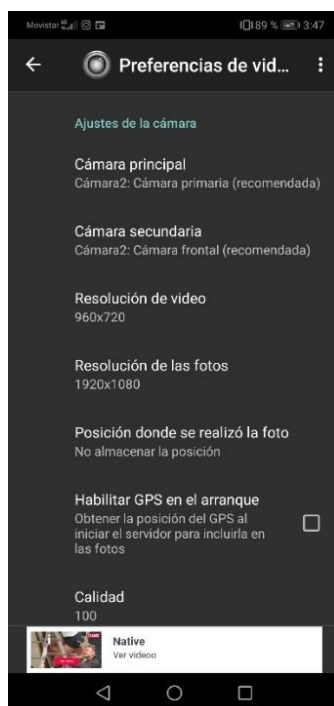 Movistar 89 % 3:47
Preferencias de vid...
Ajustes de la cámara
Cámara principal
Cámara2: Cámara primaria (recomendada)
Cámara secundaria
Cámara2: Cámara frontal (recomendada)
Resolución de video
960x720
Resolución de las fotos
1920x1080
Posición donde se realizó la foto
No almacenar la posición
Habilitar GPS en el arranque
Obtener la posición del GPS al
iniciar el servidor para incluirla en
las fotos
Calidad
100
Native
Ver videoo